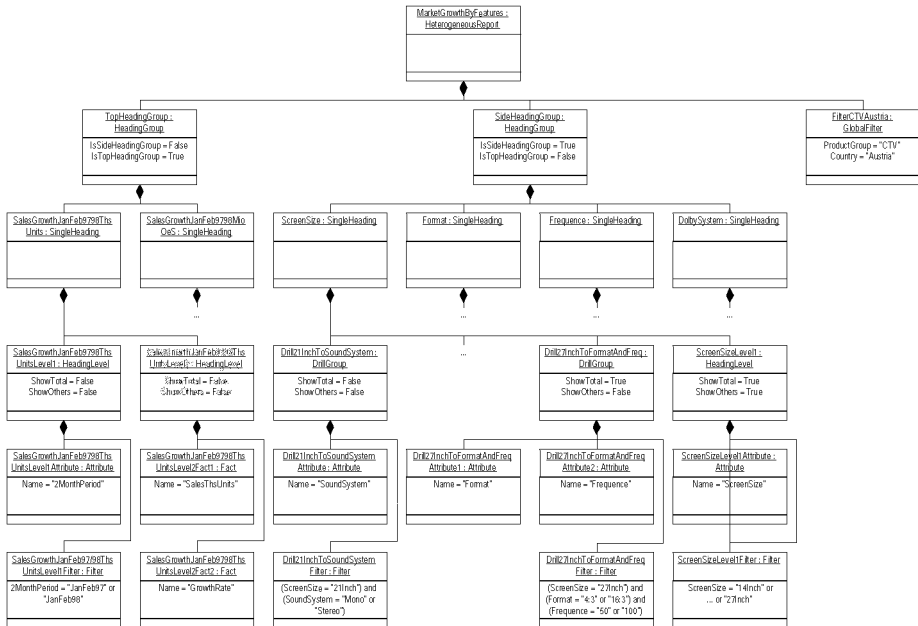 MarketGrowthByFeatures :
HeterogeneousReport
TopHeadingGroup :
HeadingGroup
IsSideHeadingGroup = False
IsTopHeadingGroup = True
SideHeadingGroup :
HeadingGroup
IsSideHeadingGroup = True
IsTopHeadingGroup = False
FilterCTVAustria :
GlobalFilter
ProductGroup = "CTV"
Country = "Austria"
SalesGrowthJanFeb9798Ths
Units : SingleHeading
SalesGrowthJanFeb9798Mio
OeS : SingleHeading
ScreenSize : SingleHeading
Format : SingleHeading
Frequence : SingleHeading
DolbySystem : SingleHeading
...
...
...
...
SalesGrowthJanFeb9798Ths
UnitsLevel1 : HeadingLevel
ShowTotal = False
ShowOthers = False
SalesGrowthJanFeb9798Ths
UnitsLevel2 : HeadingLevel
ShowTotal = False
ShowOthers = False
Drill21InchToSoundSystem :
DrillGroup
ShowTotal = False
ShowOthers = False
...
Drill27InchToFormatAndFreq :
DrillGroup
ShowTotal = True
ShowOthers = False
ScreenSizeLevel1 :
HeadingLevel
ShowTotal = True
ShowOthers = True
SalesGrowthJanFeb9798Ths
UnitsLevel1Attribute : Attribute
Name = "2MonthPeriod"
SalesGrowthJanFeb9798Ths
UnitsLevel2Fact1 : Fact
Name = "SalesThsUnits"
Drill21InchToSoundSystem
Attribute : Attribute
Name = "SoundSystem"
Drill27InchToFormatAndFreq
Attribute1 : Attribute
Name = "Format"
Drill27InchToFormatAndFreq
Attribute2 : Attribute
Name = "Frequence"
ScreenSizeLevel1Attribute :
Attribute
Name = "ScreenSize"
SalesGrowthJanFeb97/98Ths
UnitsLevel1Filter : Filter
2MonthPeriod = "JanFeb97" or
"JanFeb98"
SalesGrowthJanFeb9798Ths
UnitsLevel2Fact2 : Fact
Name = "GrowthRate"
Drill21InchToSoundSystem
Filter : Filter
(ScreenSize = "21Inch") and
(SoundSystem = "Mono" or
"Stereo")
Drill27InchToFormatAndFreq
Filter : Filter
(ScreenSize = "27Inch") and
(Format = "4:3" or "16:3") and
(Frequence = "50" or "100")
ScreenSizeLevel1Filter : Filter
ScreenSize = "14Inch" or
... or "27Inch"